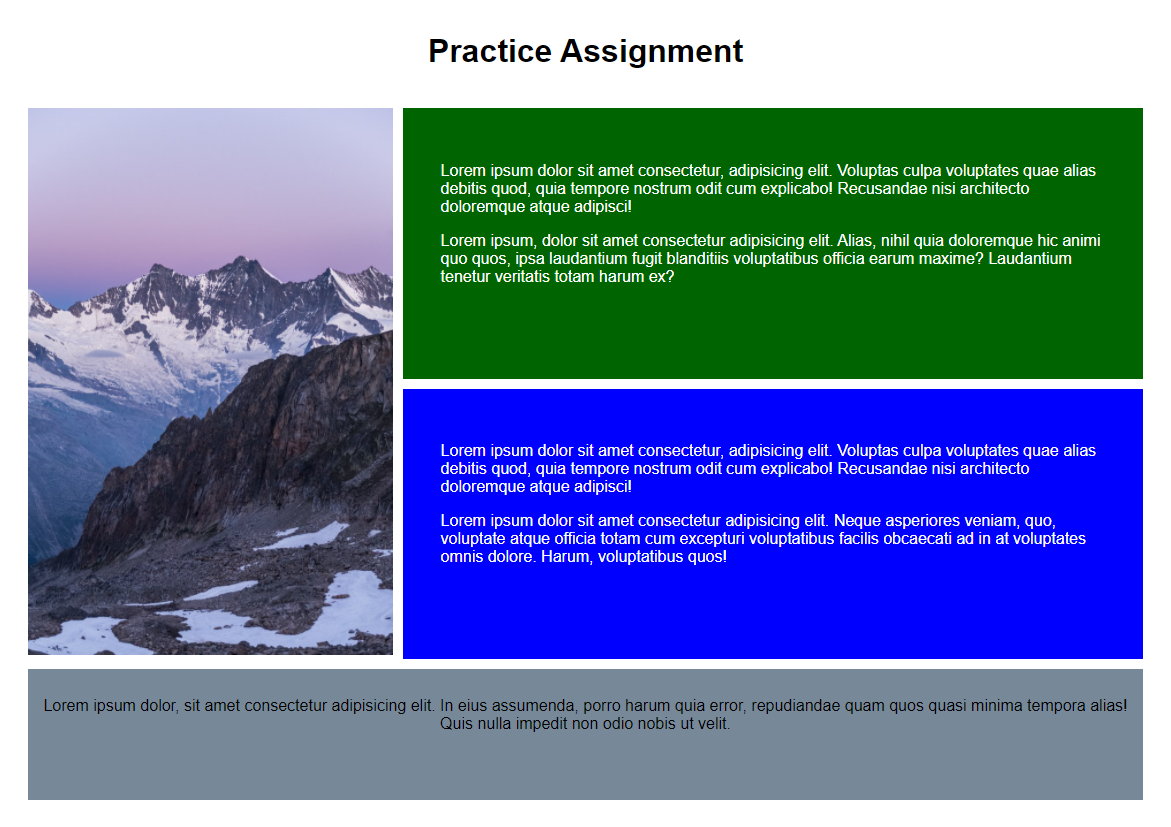 Practice Assignment
Lorem ipsum dolor sit amet consectetur, adipisicing elit. Voluptas culpa voluptates quae alias
debitis quod, quia tempore nostrum odit cum explicabo! Recusandae nisi architecto
doloremque atque adipisci!
Lorem ipsum, dolor sit amet consectetur adipisicing elit. Alias, nihil quia doloremque hic animi
quo quos, ipsa laudantium fugit blanditiis voluptatibus officia earum maxime? Laudantium
tenetur veritatis totam harum ex?
Lorem ipsum dolor sit amet consectetur, adipisicing elit. Voluptas culpa voluptates quae alias
debitis quod, quia tempore nostrum odit cum explicabo! Recusandae nisi architecto
doloremque atque adipisci!
Lorem ipsum dolor sit amet consectetur adipisicing elit. Neque asperiores veniam, quo,
voluptate atque officia totam cum excepturi voluptatibus facilis obcaecati ad in at voluptates
omnis dolore. Harum, voluptatibus quos!
Lorem ipsum dolor, sit amet consectetur adipisicing elit. In eius assumenda, porro harum quia error, repudiandae quam quos quasi minima tempora alias!
Quis nulla impedit non odio nobis ut velit.